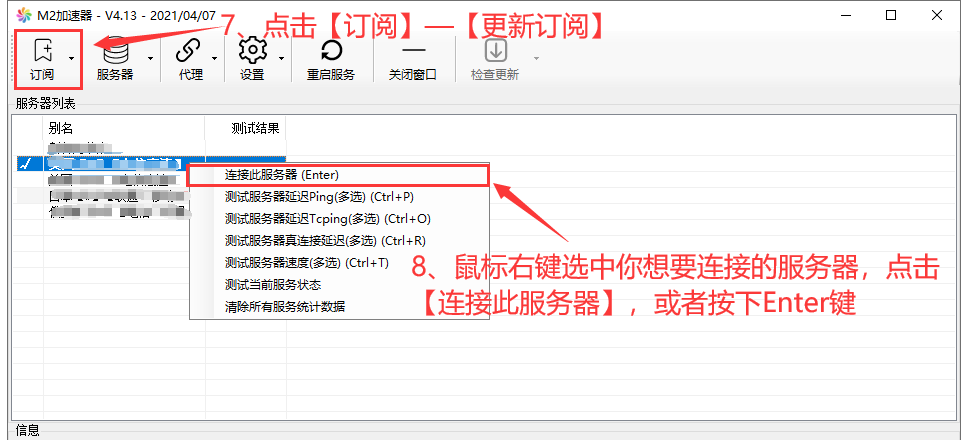 M2加速器 - V4.13 - 2021/04/07
7、点击【订阅】—【更新订阅】
订阅
服务器
代理
设置
重启服务
关闭窗口
检查更新
服务器列表
别名
测试结果
连接此服务器 (Enter)
测试服务器延迟Ping(多选) (Ctrl+P)
测试服务器延迟Tcping(多选) (Ctrl+O)
测试服务器真连接延迟(多选) (Ctrl+R)
测试服务器速度(多选) (Ctrl+T)
测试当前服务状态
清除所有服务统计数据
8、鼠标右键选中你想要连接的服务器，点击
【连接此服务器】，或者按下Enter键
信息